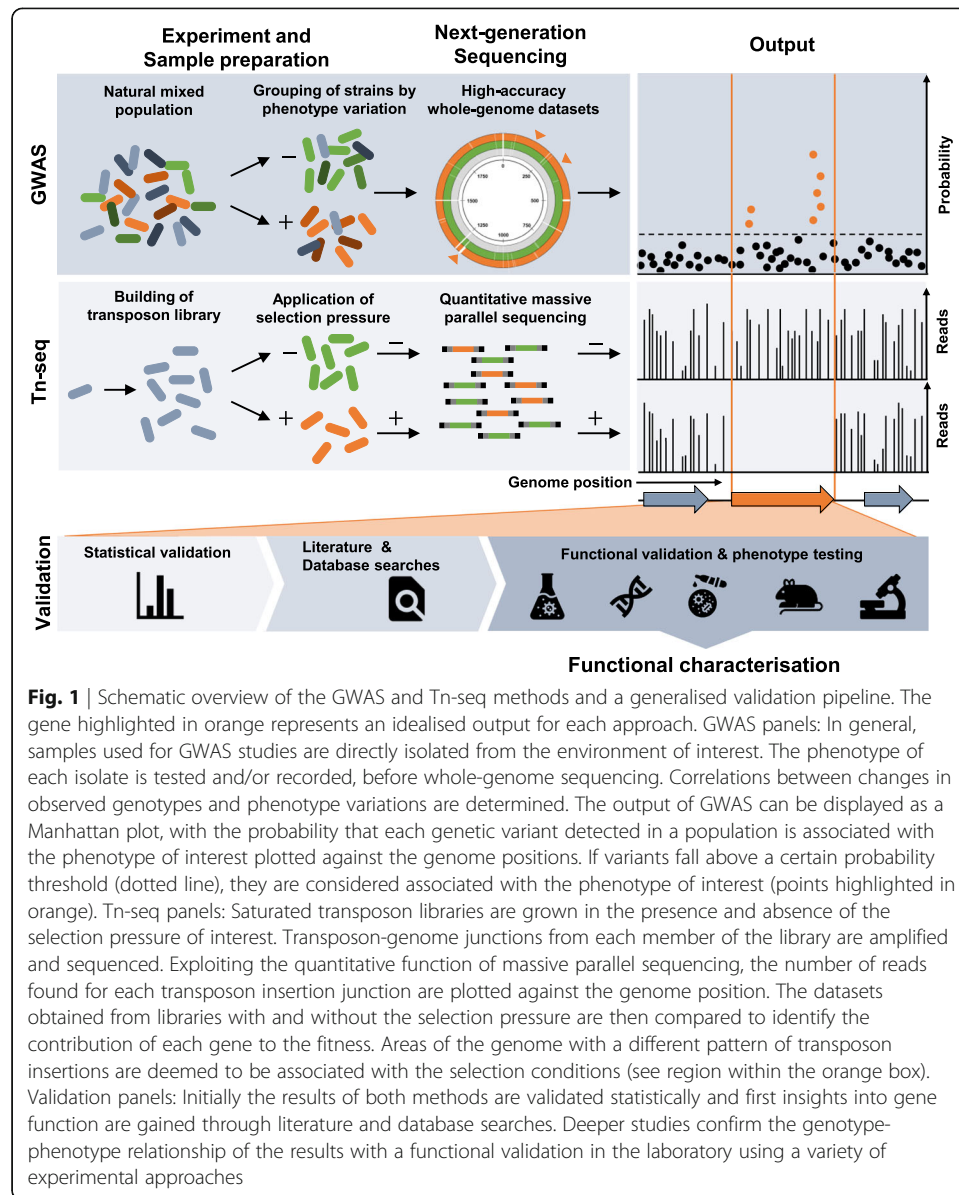 Experiment and
Sample preparation
Next-generation
Sequencing
Output
GWAS
Natural mixed
population
Grouping of strains by
phenotype variation
High-accuracy
whole-genome datasets
−
+
0
250
500
750
1000
1250
1500
1750
Probability
Tn-seq
Building of
transposon library
Application of
selection pressure
Quantitative massive
parallel sequencing
−
−
−
+
+
+
Reads
Reads
Genome position
Validation
Statistical validation
Literature &
Database searches
Functional validation & phenotype testing
Functional characterisation
Fig. 1 | Schematic overview of the GWAS and Tn-seq methods and a generalised validation pipeline. The
gene highlighted in orange represents an idealised output for each approach. GWAS panels: In general,
samples used for GWAS studies are directly isolated from the environment of interest. The phenotype of
each isolate is tested and/or recorded, before whole-genome sequencing. Correlations between changes in
observed genotypes and phenotype variations are determined. The output of GWAS can be displayed as a
Manhattan plot, with the probability that each genetic variant detected in a population is associated with
the phenotype of interest plotted against the genome positions. If variants fall above a certain probability
threshold (dotted line), they are considered associated with the phenotype of interest (points highlighted in
orange). Tn-seq panels: Saturated transposon libraries are grown in the presence and absence of the
selection pressure of interest. Transposon-genome junctions from each member of the library are amplified
and sequenced. Exploiting the quantitative function of massive parallel sequencing, the number of reads
found for each transposon insertion junction are plotted against the genome position. The datasets
obtained from libraries with and without the selection pressure are then compared to identify the
contribution of each gene to the fitness. Areas of the genome with a different pattern of transposon
insertions are deemed to be associated with the selection conditions (see region within the orange box).
Validation panels: Initially the results of both methods are validated statistically and first insights into gene
function are gained through literature and database searches. Deeper studies confirm the genotype-
phenotype relationship of the results with a functional validation in the laboratory using a variety of
experimental approaches